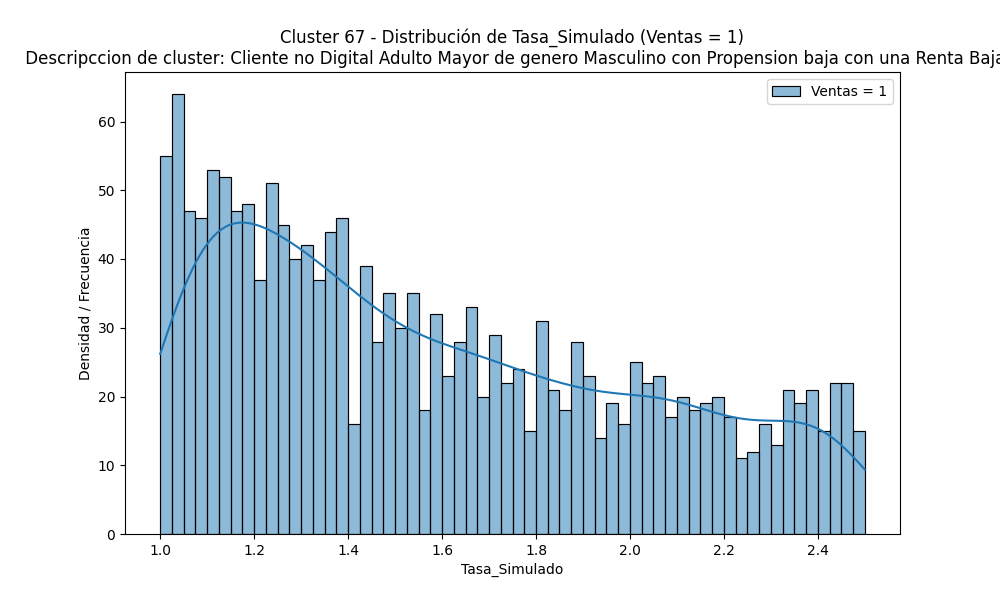 Cluster 67 - Distribución de Tasa_Simulado (Ventas = 1)
Descripccion de cluster: Cliente no Digital Adulto Mayor de genero Masculino con Propension baja con una Renta Baja
Ventas = 1
60
50
40
30
20
10
0
Densidad / Frecuencia
1.0 1.2 1.4 1.6 1.8 2.0 2.2 2.4
Tasa_Simulado